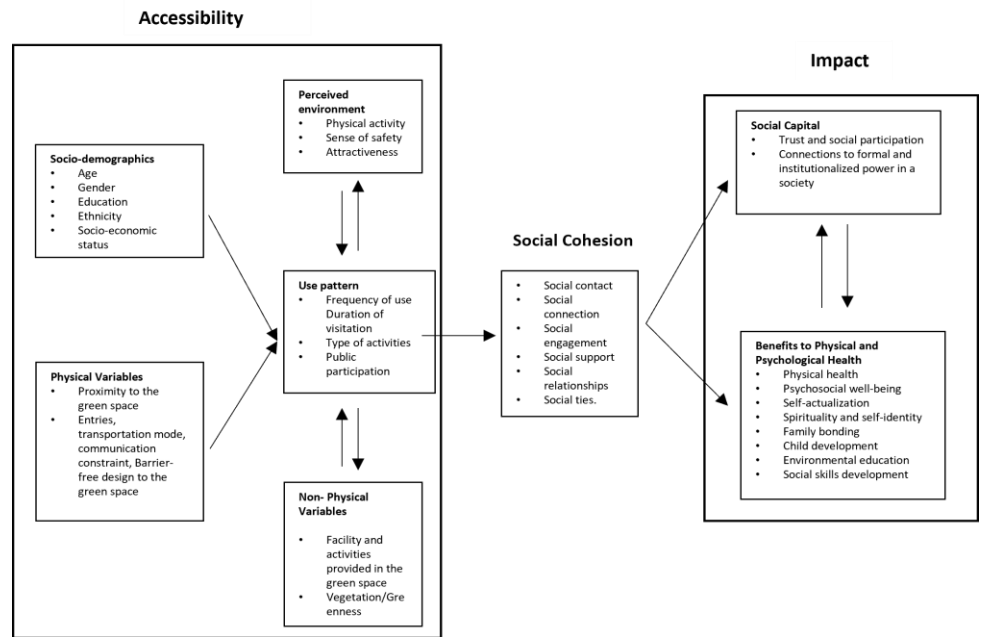 Accessibility
Perceived
environment
• Physical activity
• Sense of safety
• Attractiveness
Socio-demographics
• Age
• Gender
• Education
• Ethnicity
• Socio-economic
status
Use pattern
• Frequency of use
Duration of
visitation
• Type of activities
• Public
participation
Physical Variables
• Proximity to the
green space
• Entries,
transportation mode,
communication
constraint, Barrier-
free design to the
green space
Non- Physical
Variables
• Facility and
activities
provided in the
green space
• Vegetation/Gre
enness
Social Cohesion
• Social contact
• Social
connection
• Social
engagement
• Social support
• Social
relationships
• Social ties.
Impact
Social Capital
• Trust and social participation
• Connections to formal and
institutionalized power in a
society
Benefits to Physical and
Psychological Health
• Physical health
• Psychosocial well-being
• Self-actualization
• Spirituality and self-identity
• Family bonding
• Child development
• Environmental education
• Social skills development